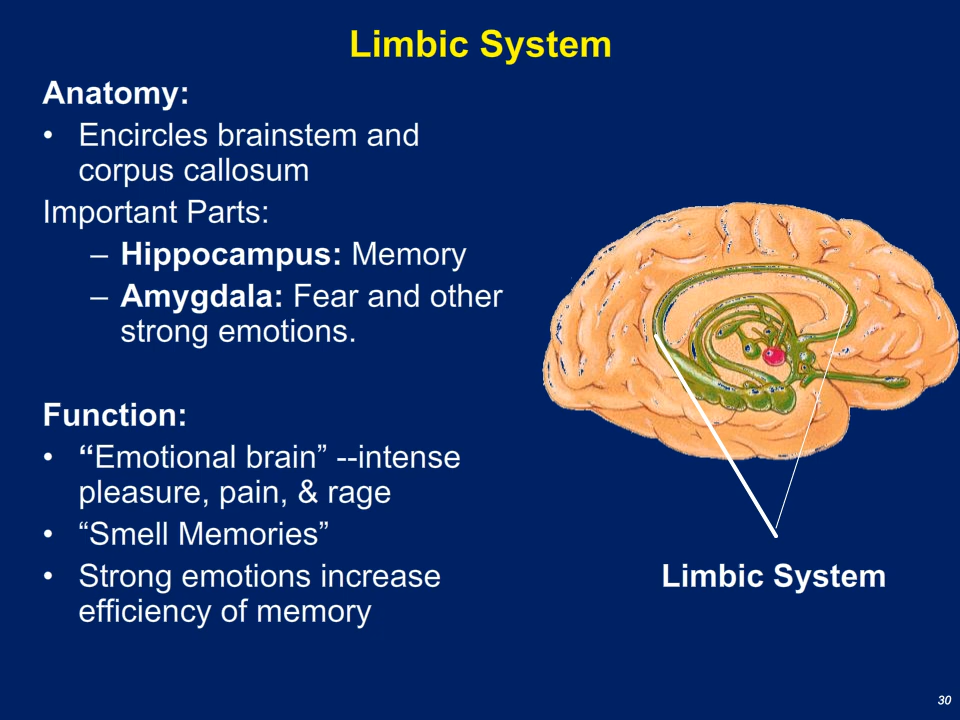 Limbic System
Anatomy:
• Encircles brainstem and
corpus callosum
Important Parts:
– Hippocampus: Memory
– Amygdala: Fear and other
strong emotions.
Function:
• “Emotional brain” --intense
pleasure, pain, & rage
• “Smell Memories”
• Strong emotions increase
efficiency of memory
Limbic System
30